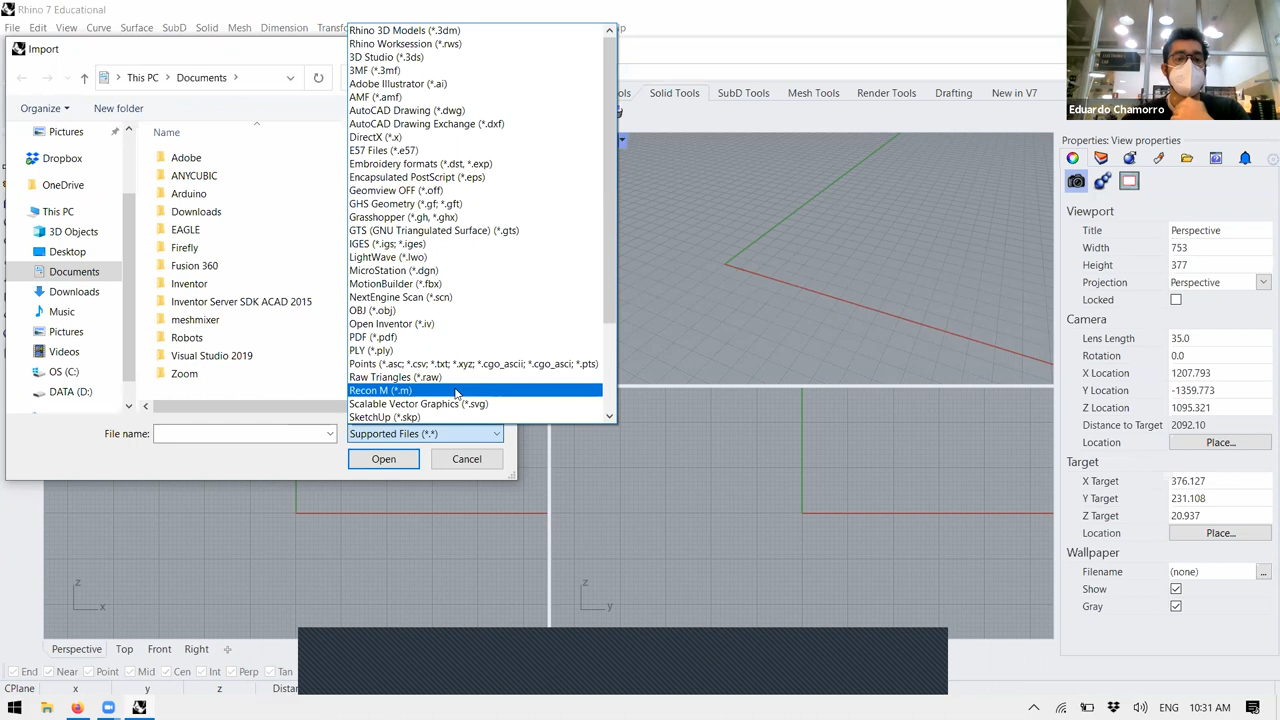 Rhino 7 Educational
File Edit View Curve Surface SubD Solid Mesh Dimension Transfo
Import
This PC Documents
Organize New folder
Pictures
Dropbox
OneDrive
This PC
3D Objects
Desktop
Documents
Downloads
Music
Pictures
Videos
OS (C:)
DATA (D:)
Name
Adobe
ANYCUBIC
Arduino
Downloads
EAGLE
Firefly
Fusion 360
Inventor
Inventor Server SDK ACAD 2015
meshmixer
Robots
Visual Studio 2019
Zoom
File name:
Supported Files (*.*)
Open Cancel
Rhino 3D Models (*.3dm)
Rhino Worksession (*.rws)
3D Studio (*.3ds)
3MF (*.3mf)
Adobe Illustrator (*.ai)
AMF (*.amf)
AutoCAD Drawing (*.dwg)
AutoCAD Drawing Exchange (*.dxf)
DirectX (*.x)
E57 Files (*.e57)
Embroidery formats (*.dst, *.exp)
Encapsulated PostScript (*.eps)
Geomview OFF (*.off)
GHS Geometry (*.gf; *.gft)
Grasshopper (*.gh, *.ghx)
GTS (GNU Triangulated Surface) (*.gts)
IGES (*.igs; *.iges)
LightWave (*.lwo)
MicroStation (*.dgn)
MotionBuilder (*.fbx)
NextEngine Scan (*.scn)
OBJ (*.obj)
Open Inventor (*.iv)
PDF (*.pdf)
PLY (*.ply)
Points (*.asc; *.csv; *.txt; *.xyz; *.cgo_ascii; *.cgo_asci; *.pts)
Raw Triangles (*.raw)
Recon M (*.m)
Scalable Vector Graphics (*.svg)
SketchUp (*.skp)
ols Solid Tools SubD Tools Mesh Tools Render Tools Drafting New in V7
Eduardo Chamorro
Properties: View properties
Viewport
Title Perspective
Width 753
Height 377
Projection Perspective
Locked
Camera
Lens Length 35.0
Rotation 0.0
X Location 1207.793
Y Location -1359.773
Z Location 1095.321
Distance to Target 2092.10
Location Place...
Target
X Target 376.127
Y Target 231.108
Z Target 20.937
Location Place...
Wallpaper
Filename (none) ...
Show
Gray
z
x
z
y
Perspective Top Front Right
End Near Point Mid Cen Int Perp Tan
CPlane x y z Distar
10:31 AM